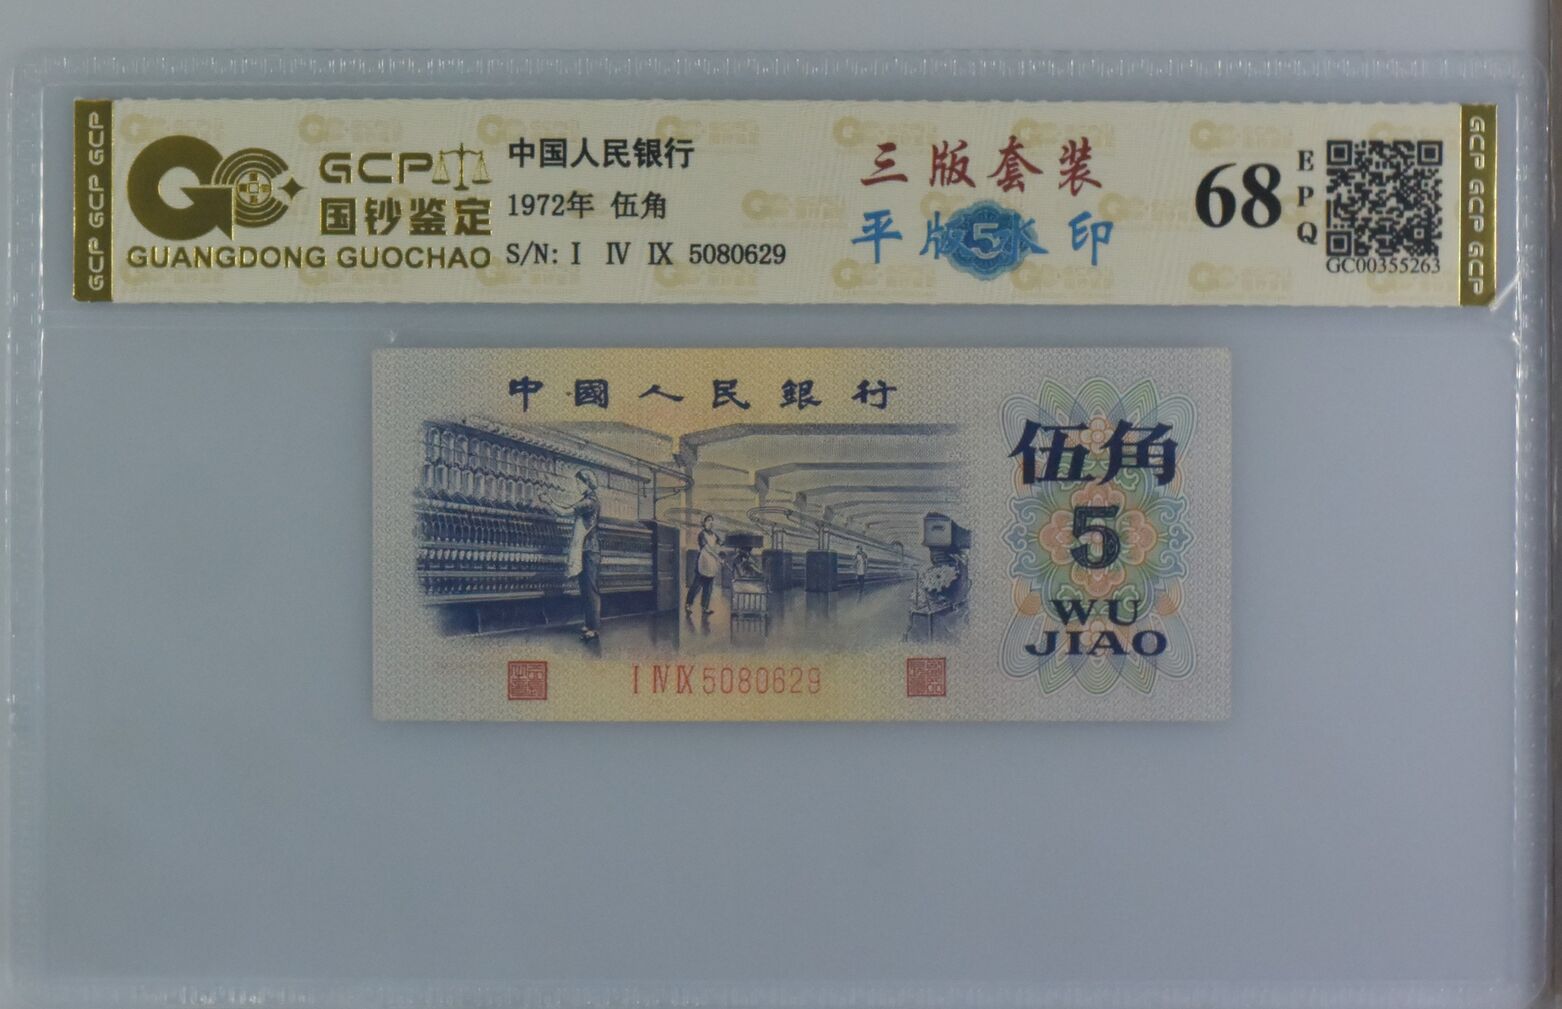 GCP GCP GCP
GCP
国钞鉴定
GUANGDONG GUOCHAO
中国人民银行
1972年 伍角
S/N: I IV IX 5080629
三版套装
平版水印
5
68
EPQ
GC00355263
GCP GCP GCP
中國人民銀行
伍角
5
WU
JIAO
I IV IX 5080629